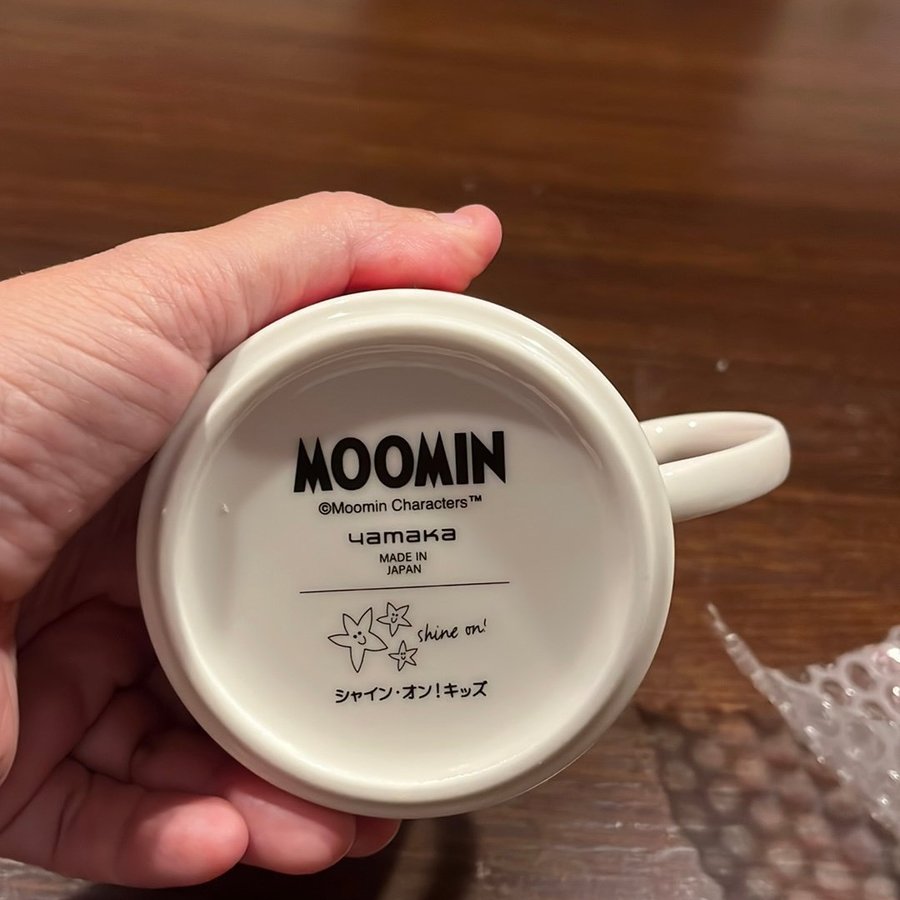 MOOMIN
©Moomin Characters™
yamaka
MADE IN
JAPAN
shine on!
シャイン・オン!キッズ